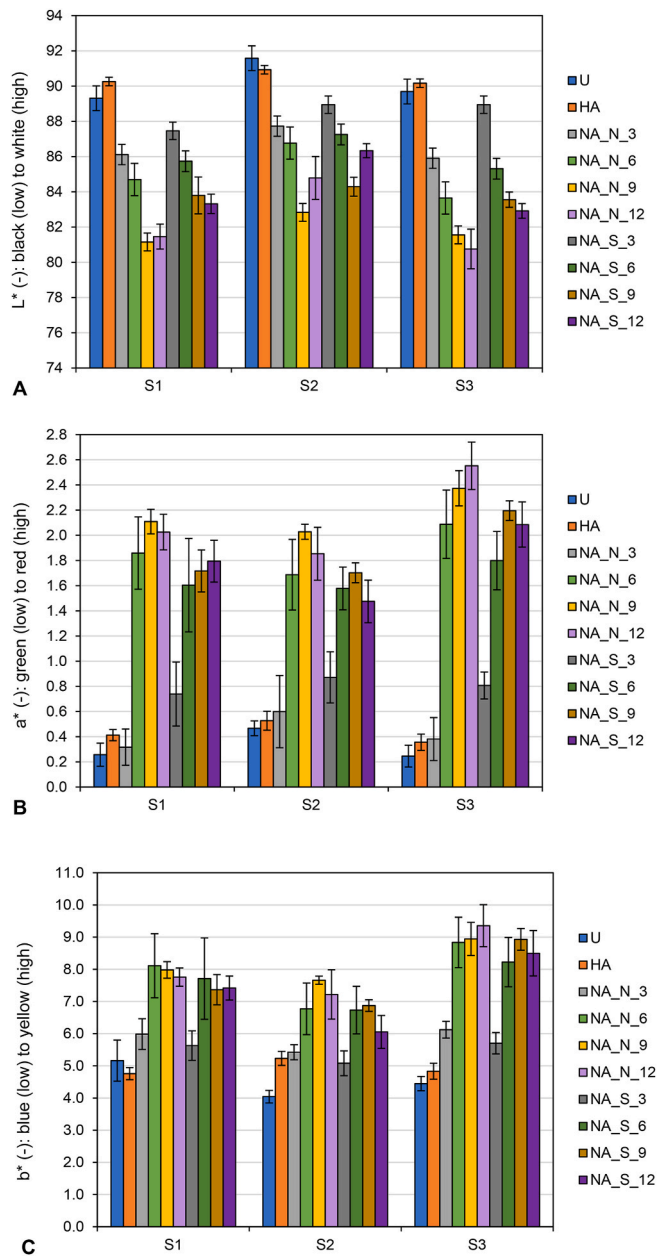 L* (-): black (low) to white (high)
94
92
90
88
86
84
82
80
78
76
74
S1
S2
S3
U
HA
NA_N_3
NA_N_6
NA_N_9
NA_N_12
NA_S_3
NA_S_6
NA_S_9
NA_S_12
A
a* (-): green (low) to red (high)
2.8
2.6
2.4
2.2
2.0
1.8
1.6
1.4
1.2
1.0
0.8
0.6
0.4
0.2
0.0
S1
S2
S3
U
HA
NA_N_3
NA_N_6
NA_N_9
NA_N_12
NA_S_3
NA_S_6
NA_S_9
NA_S_12
B
b* (-): blue (low) to yellow (high)
11.0
10.0
9.0
8.0
7.0
6.0
5.0
4.0
3.0
2.0
1.0
0.0
S1
S2
S3
U
HA
NA_N_3
NA_N_6
NA_N_9
NA_N_12
NA_S_3
NA_S_6
NA_S_9
NA_S_12
C